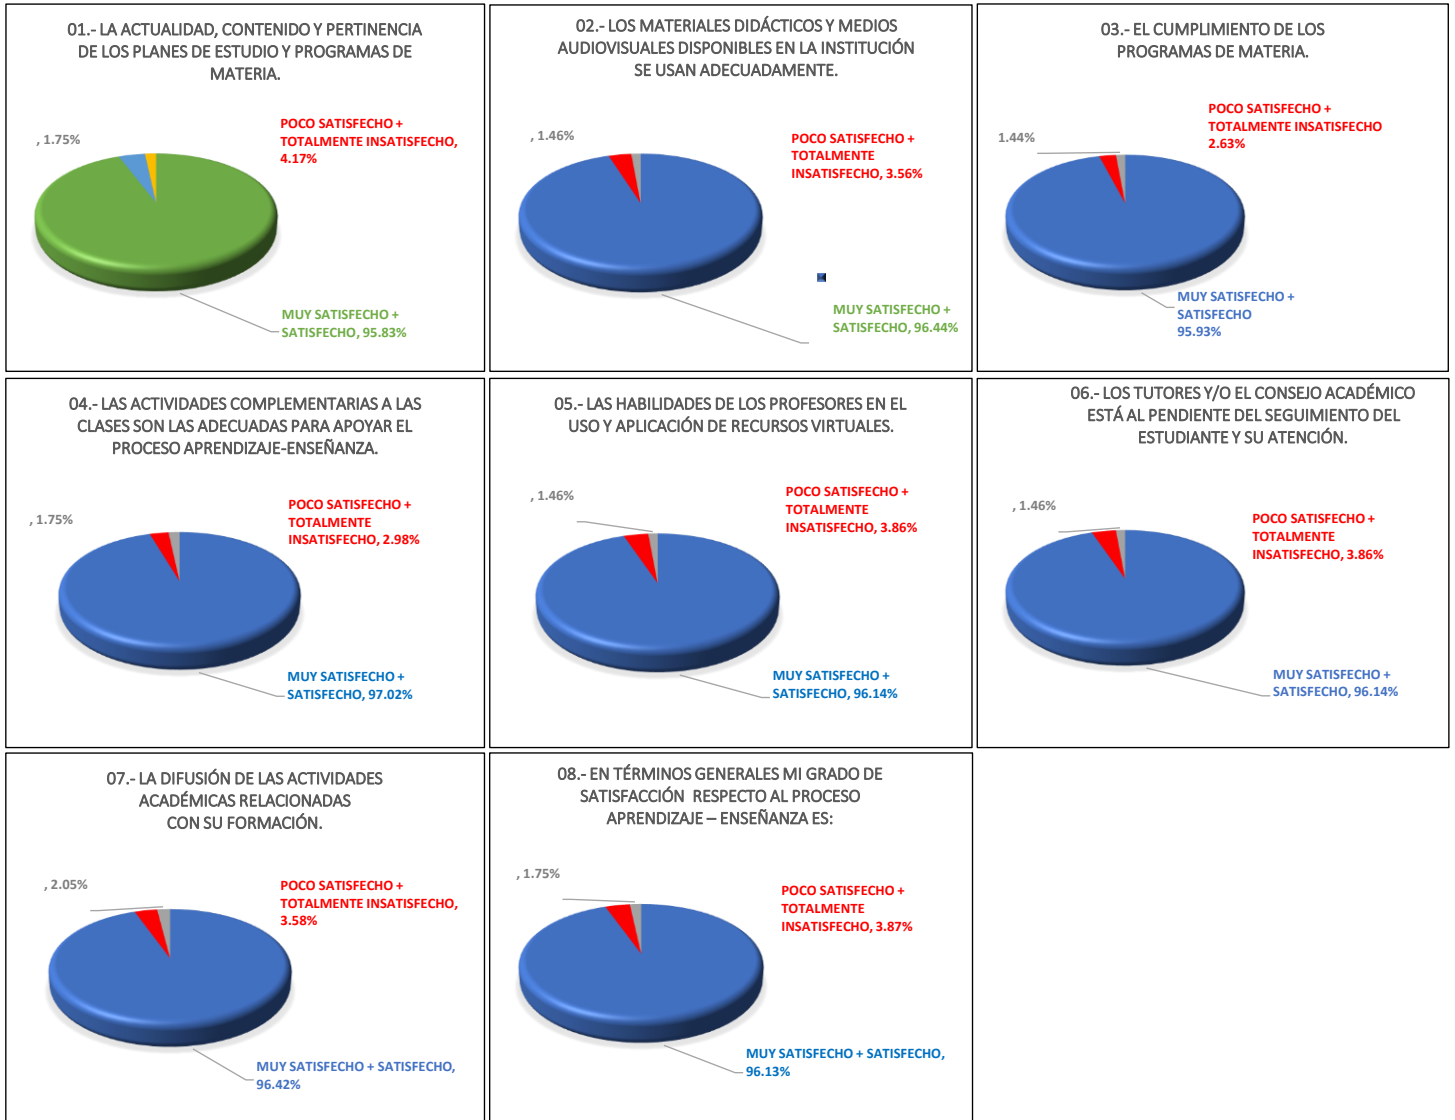 01.- LA ACTUALIDAD, CONTENIDO Y PERTINENCIA
DE LOS PLANES DE ESTUDIO Y PROGRAMAS DE
MATERIA.
, 1.75%
POCO SATISFECHO +
TOTALMENTE INSATISFECHO,
4.17%
MUY SATISFECHO +
SATISFECHO, 95.83%
02.- LOS MATERIALES DIDÁCTICOS Y MEDIOS
AUDIOVISUALES DISPONIBLES EN LA INSTITUCIÓN
SE USAN ADECUADAMENTE.
, 1.46%
POCO SATISFECHO +
TOTALMENTE
INSATISFECHO, 3.56%
MUY SATISFECHO +
SATISFECHO, 96.44%
03.- EL CUMPLIMIENTO DE LOS
PROGRAMAS DE MATERIA.
1.44%
POCO SATISFECHO +
TOTALMENTE INSATISFECHO
2.63%
MUY SATISFECHO +
SATISFECHO
95.93%
04.- LAS ACTIVIDADES COMPLEMENTARIAS A LAS
CLASES SON LAS ADECUADAS PARA APOYAR EL
PROCESO APRENDIZAJE-ENSEÑANZA.
, 1.75%
POCO SATISFECHO +
TOTALMENTE
INSATISFECHO, 2.98%
MUY SATISFECHO +
SATISFECHO, 97.02%
05.- LAS HABILIDADES DE LOS PROFESORES EN EL
USO Y APLICACIÓN DE RECURSOS VIRTUALES.
, 1.46%
POCO SATISFECHO +
TOTALMENTE
INSATISFECHO, 3.86%
MUY SATISFECHO +
SATISFECHO, 96.14%
06.- LOS TUTORES Y/O EL CONSEJO ACADÉMICO
ESTÁ AL PENDIENTE DEL SEGUIMIENTO DEL
ESTUDIANTE Y SU ATENCIÓN.
, 1.46%
POCO SATISFECHO +
TOTALMENTE
INSATISFECHO, 3.86%
MUY SATISFECHO +
SATISFECHO, 96.14%
07.- LA DIFUSIÓN DE LAS ACTIVIDADES
ACADÉMICAS RELACIONADAS
CON SU FORMACIÓN.
, 2.05%
POCO SATISFECHO +
TOTALMENTE INSATISFECHO,
3.58%
MUY SATISFECHO + SATISFECHO,
96.42%
08.- EN TÉRMINOS GENERALES MI GRADO DE
SATISFACCIÓN RESPECTO AL PROCESO
APRENDIZAJE – ENSEÑANZA ES:
, 1.75%
POCO SATISFECHO +
TOTALMENTE
INSATISFECHO, 3.87%
MUY SATISFECHO + SATISFECHO,
96.13%